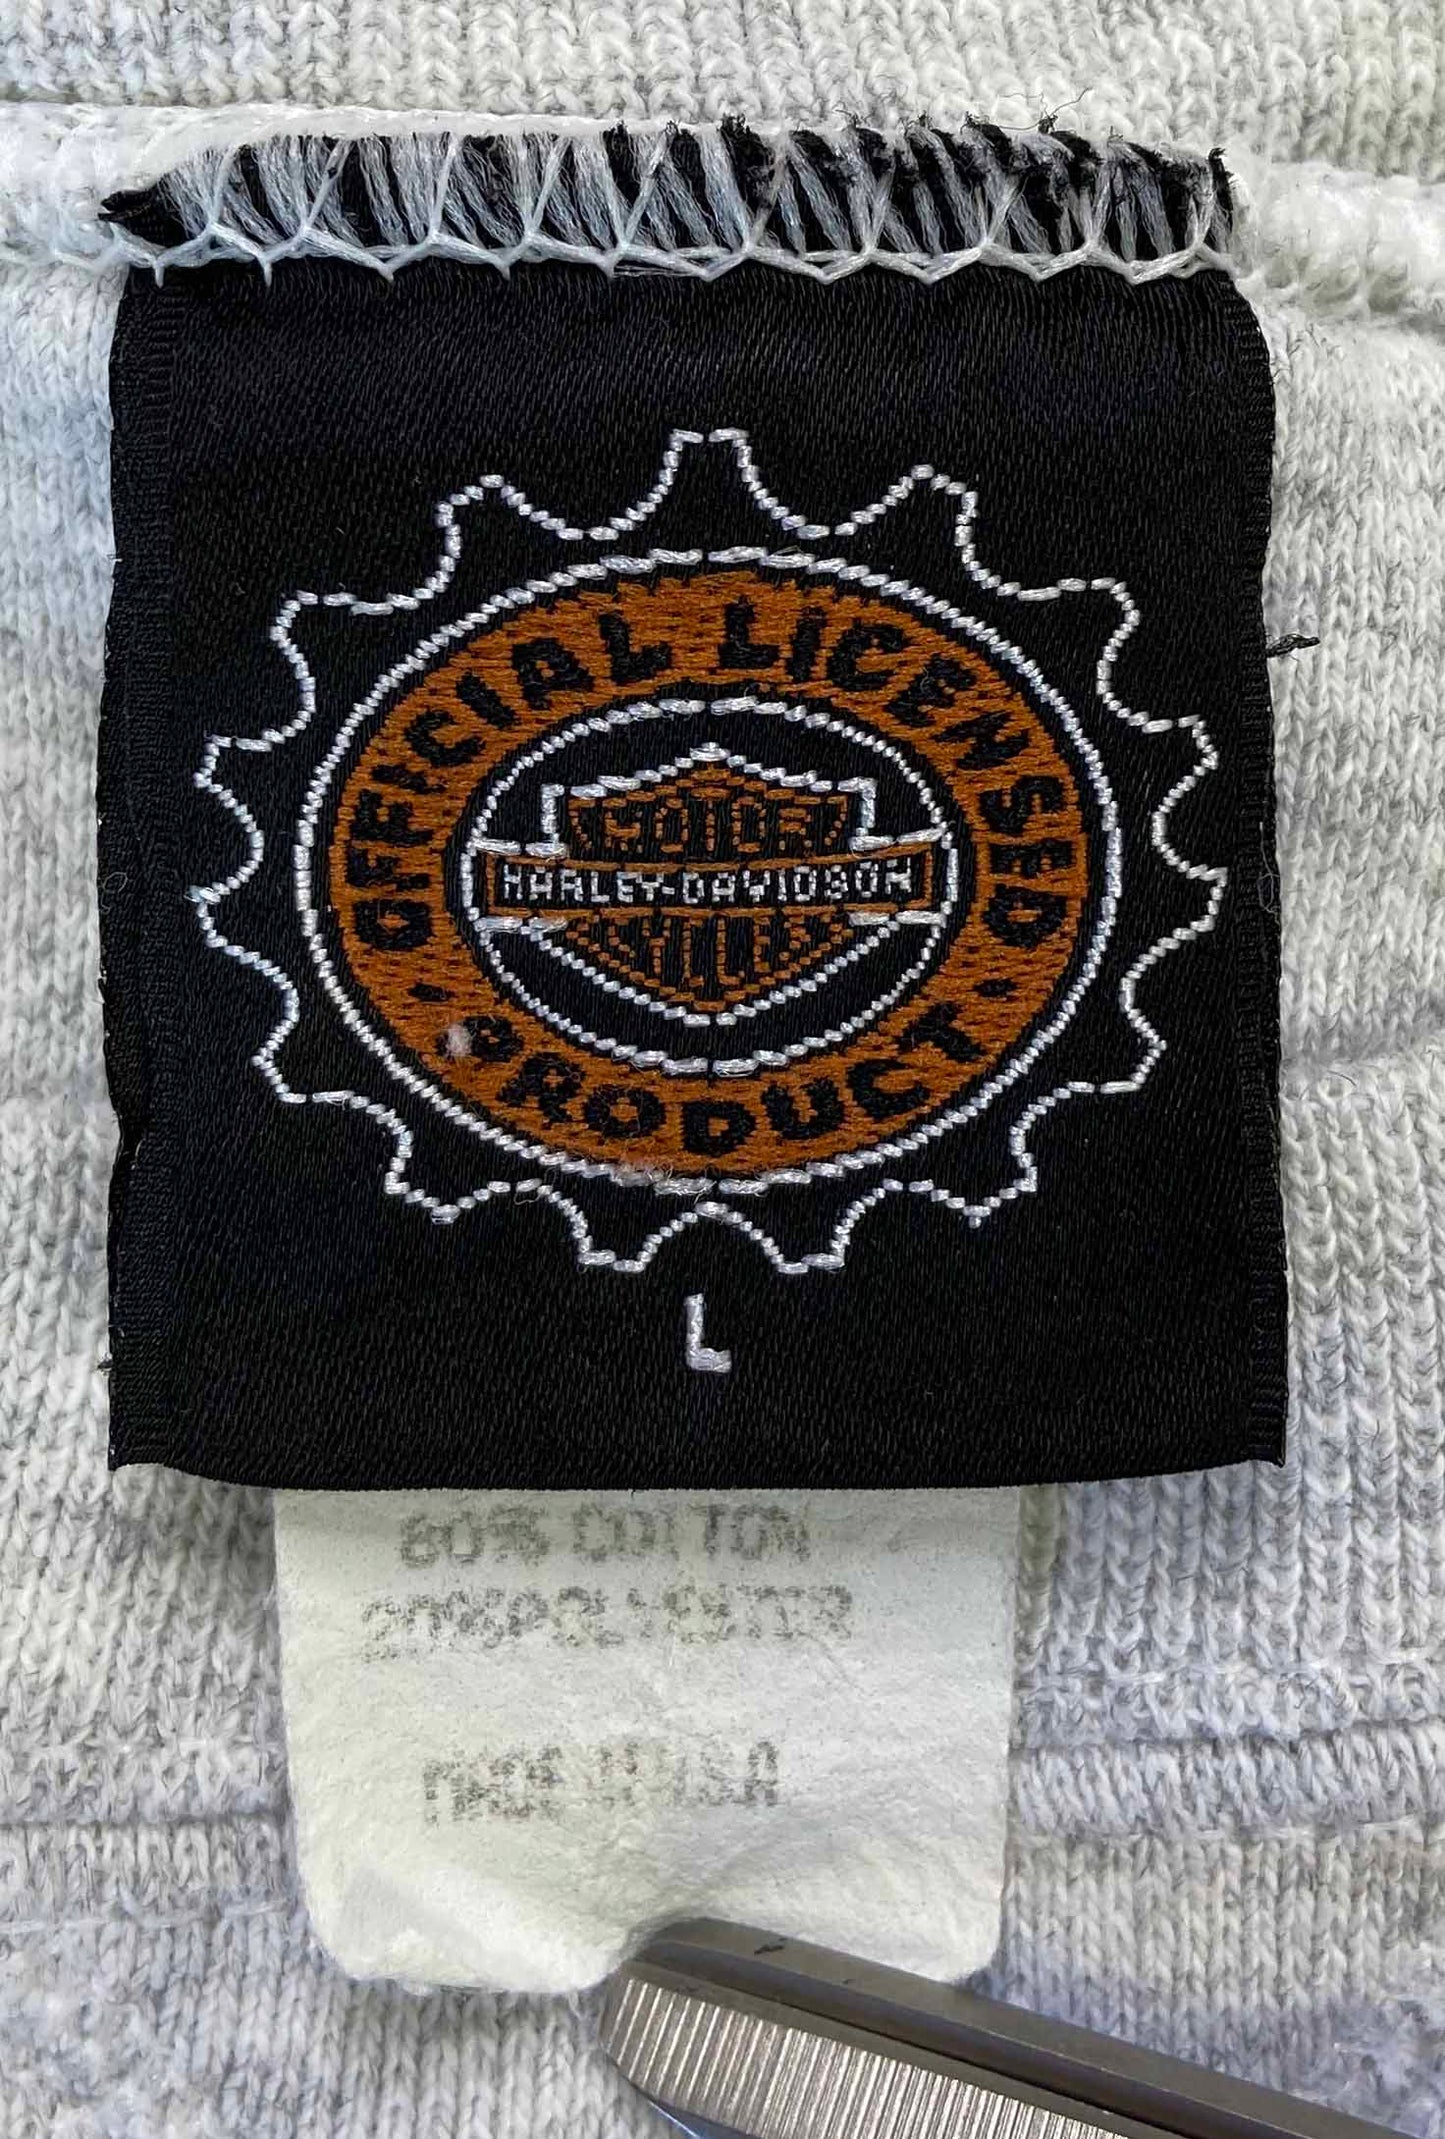 OFFICIAL LICENSED
MOTOR
HARLEY-DAVIDSON
CYCLES
• PRODUCT •
L
80% COTTON
20% POLYESTER
MADE IN USA